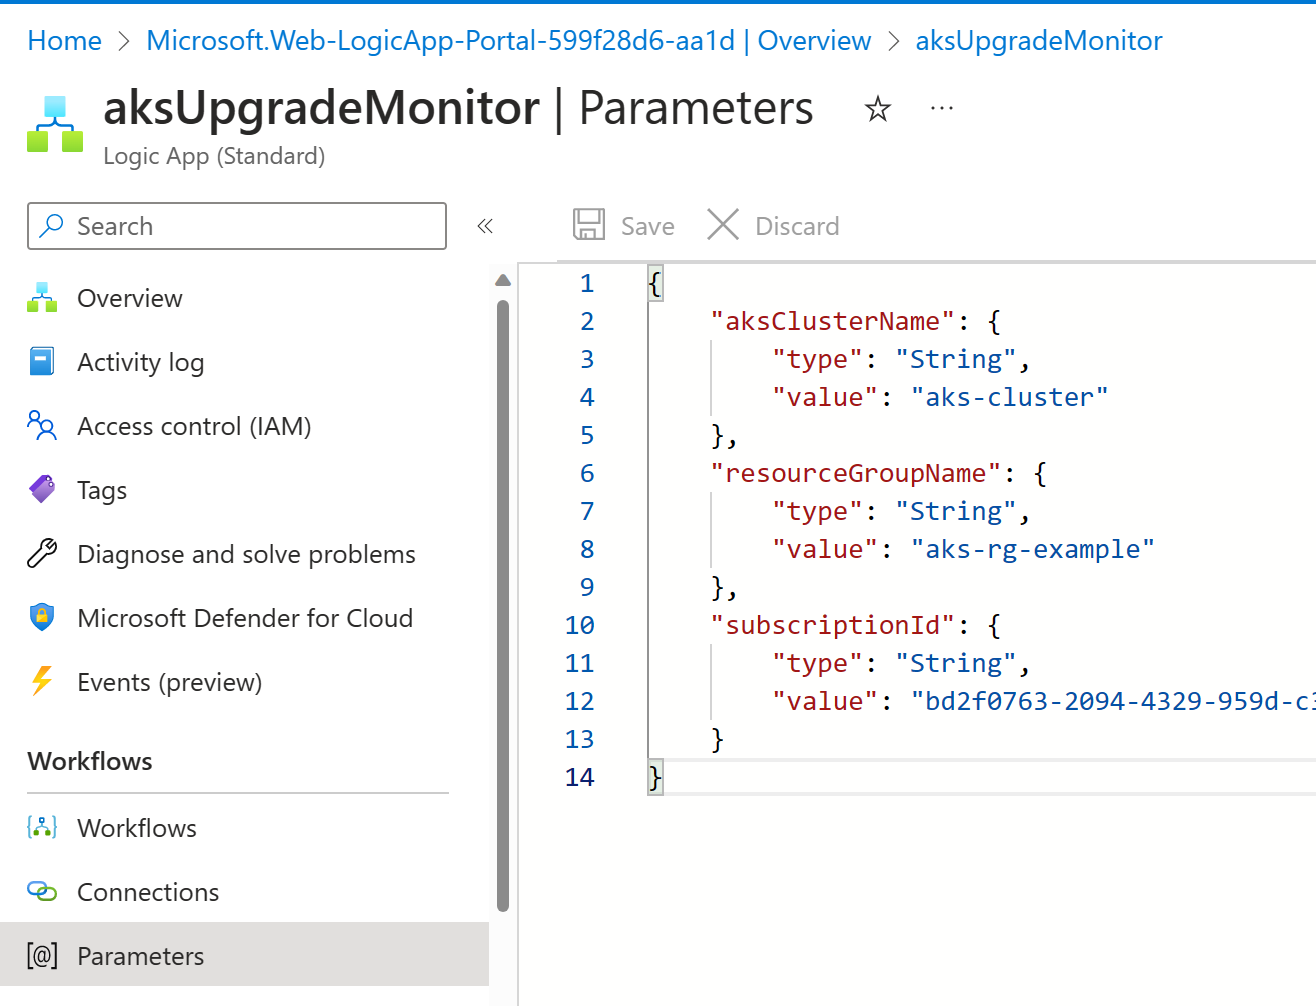 Home > Microsoft.Web-LogicApp-Portal-599f28d6-aa1d | Overview > aksUpgradeMonitor
aksUpgradeMonitor | Parameters
Logic App (Standard)
Search
Overview
Activity log
Access control (IAM)
Tags
Diagnose and solve problems
Microsoft Defender for Cloud
Events (preview)
Workflows
Workflows
Connections
Parameters
Save Discard
1 {
2 "aksClusterName": {
3 "type": "String",
4 "value": "aks-cluster"
5 },
6 "resourceGroupName": {
7 "type": "String",
8 "value": "aks-rg-example"
9 },
10 "subscriptionId": {
11 "type": "String",
12 "value": "bd2f0763-2094-4329-959d-c3
13 }
14 }